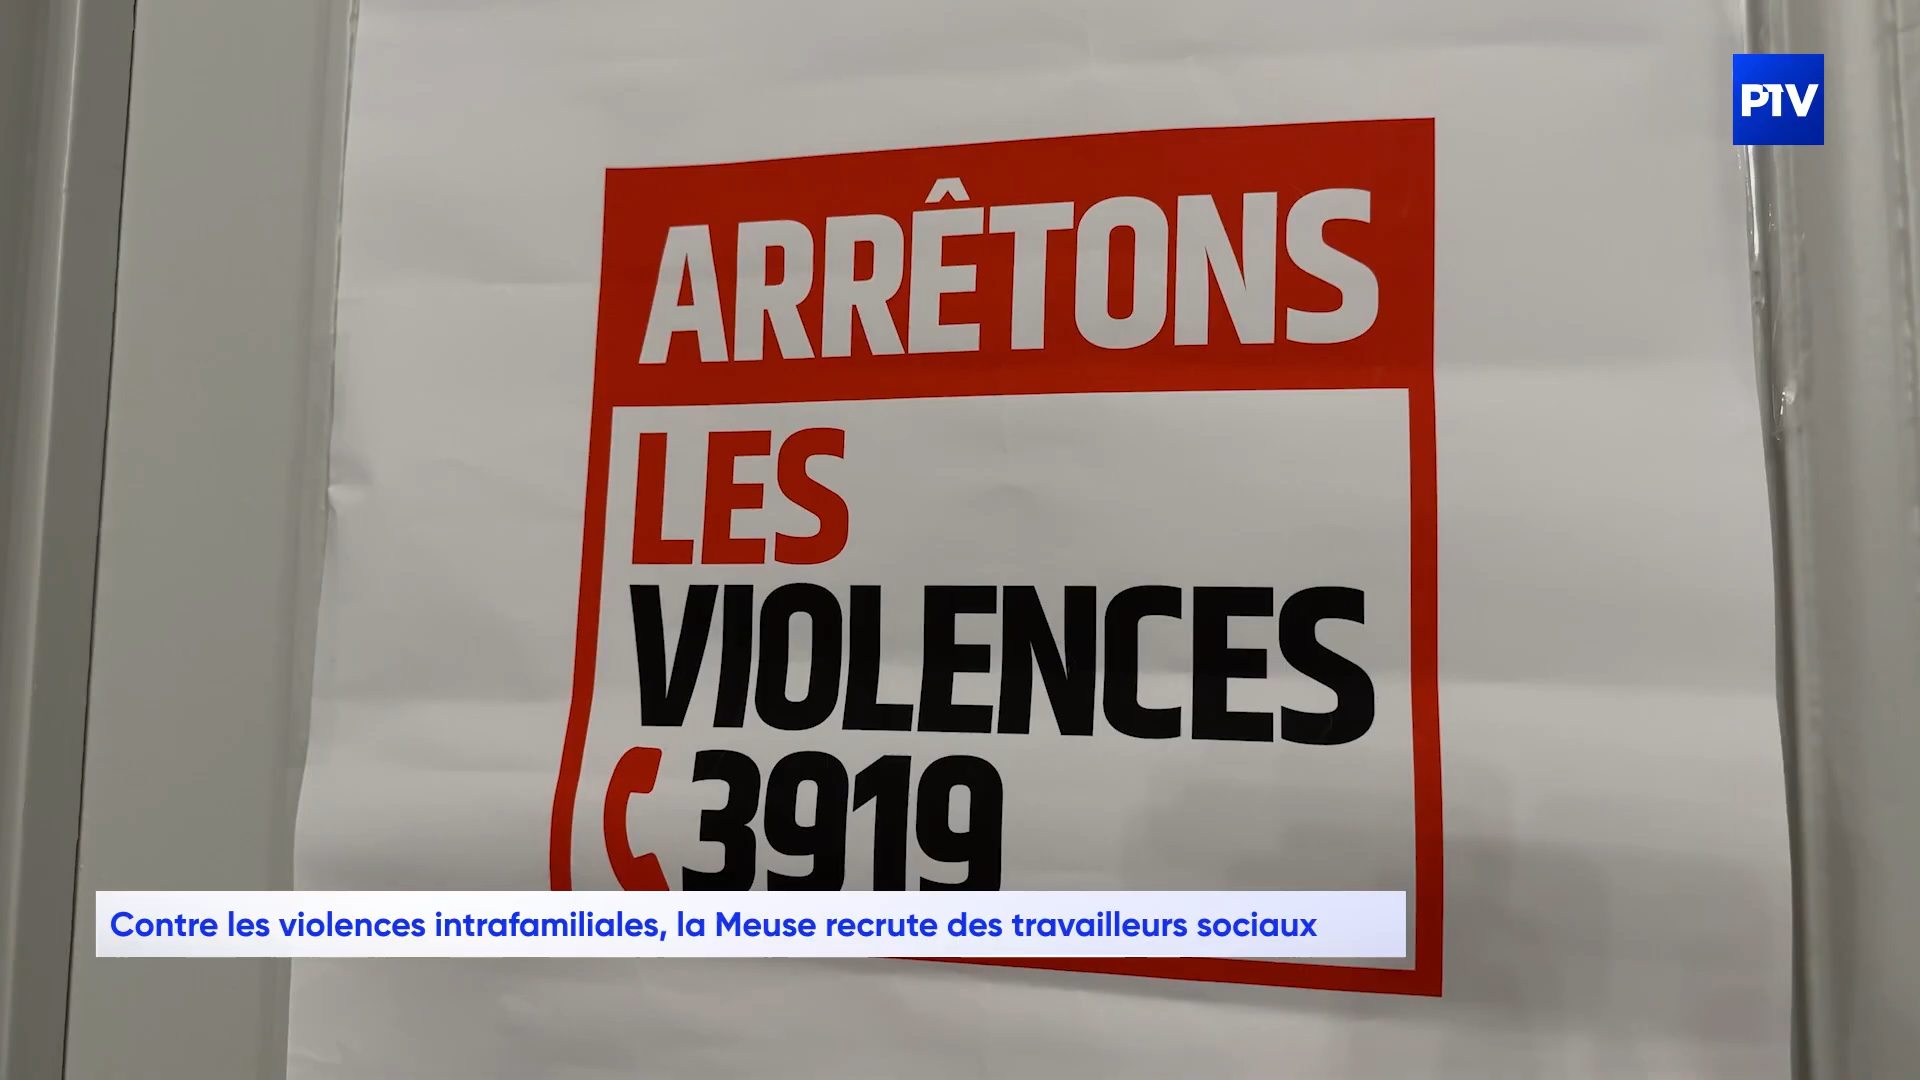 PTV
ARRÊTONS
LES
VIOLENCES
3919
Contre les violences intrafamiliales, la Meuse recrute des travailleurs sociaux